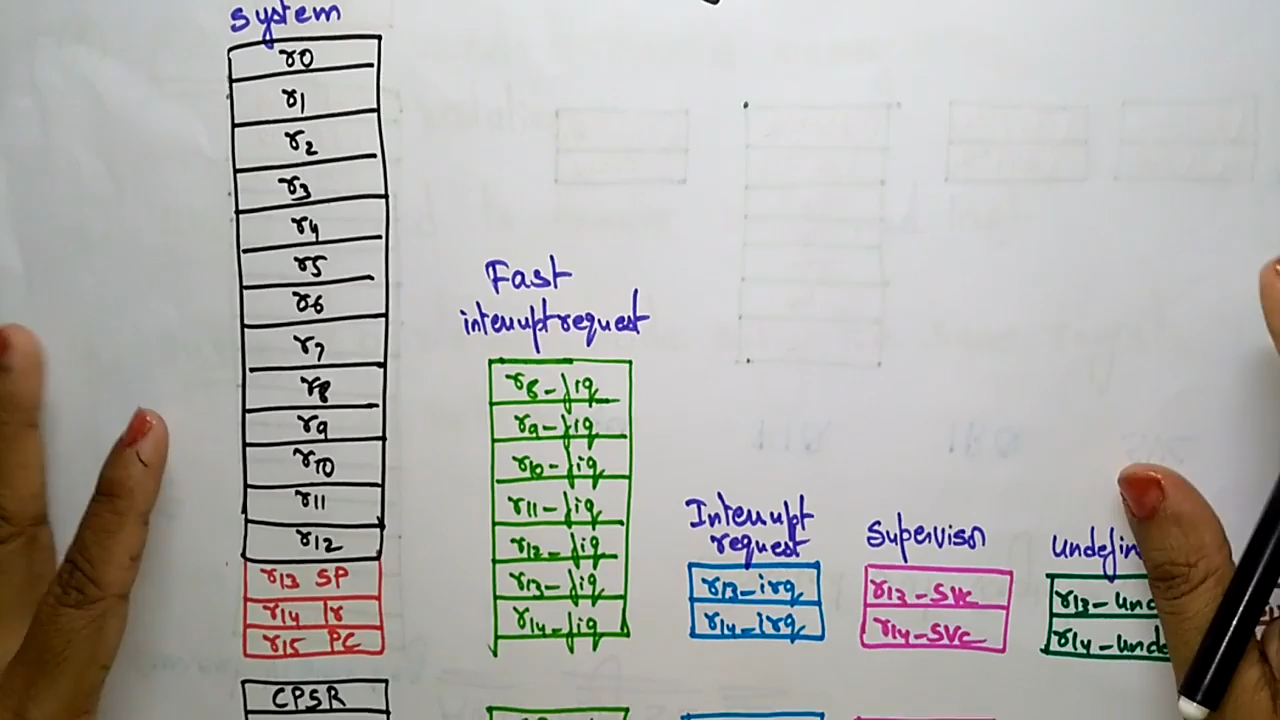 system
r0
r1
r2
r3
r4
r5
r6
r7
r8
r9
r10
r11
r12
r13 SP
r14 lr
r15 PC
CPSR
Fast
interruptrequest
r8-fiq
r9-fiq
r10-fiq
r11-fiq
r12-fiq
r13-fiq
r14-fiq
Interrupt
request
r13-irq
r14-irq
Supervisor
r13-SVC
r14-SVC
undefin
r13-und
r14-unde